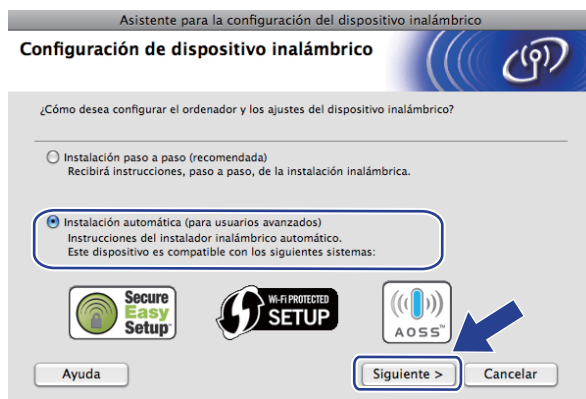 Asistente para la configuración del dispositivo inalámbrico
Configuración de dispositivo inalámbrico
¿Cómo desea configurar el ordenador y los ajustes del dispositivo inalámbrico?
Instalación paso a paso (recomendada)
Recibirá instrucciones, paso a paso, de la instalación inalámbrica.
Instalación automática (para usuarios avanzados)
Instrucciones del instalador inalámbrico automático.
Este dispositivo es compatible con los siguientes sistemas:
Secure
Easy
Setup™
WI-FI PROTECTED
SETUP
AOSS™
Ayuda
Siguiente >
Cancelar